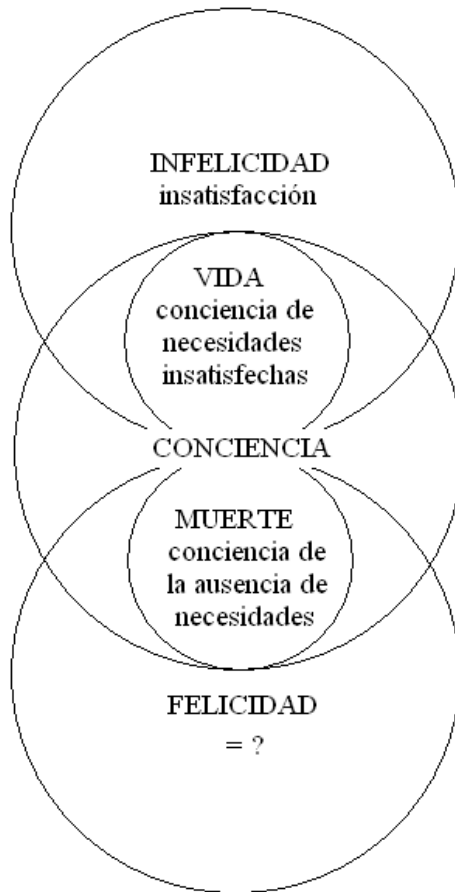 INFELICIDAD
insatisfacción
VIDA
conciencia de
necesidades
insatisfechas
CONCIENCIA
MUERTE
conciencia de
la ausencia de
necesidades
FELICIDAD
= ?